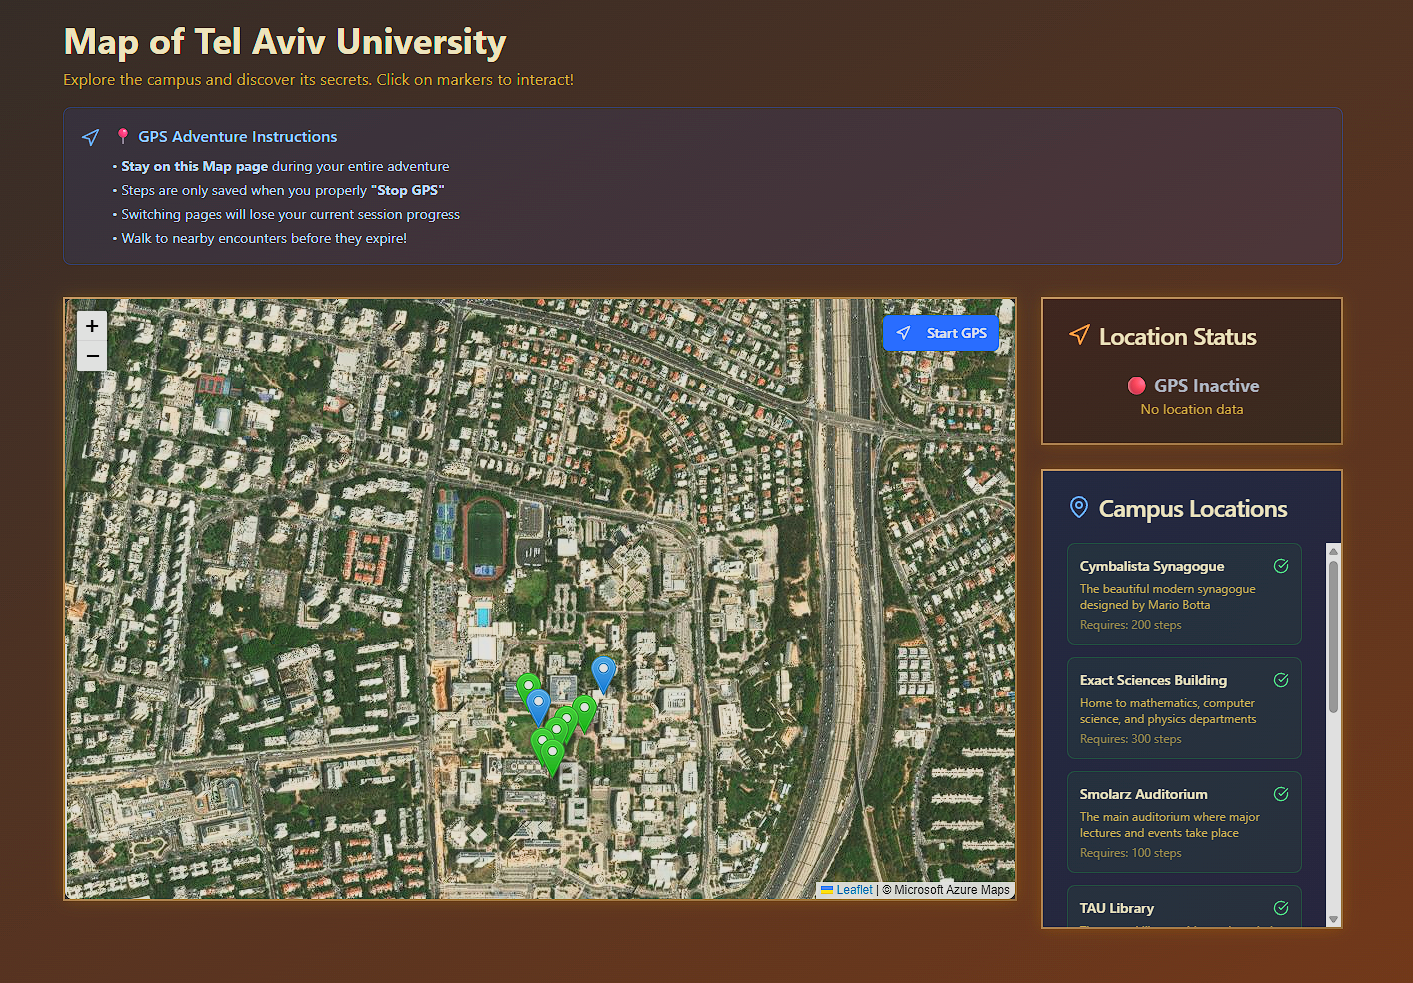 Map of Tel Aviv University
Explore the campus and discover its secrets. Click on markers to interact!
📍 GPS Adventure Instructions
• Stay on this Map page during your entire adventure
• Steps are only saved when you properly "Stop GPS"
• Switching pages will lose your current session progress
• Walk to nearby encounters before they expire!
+
−
Start GPS
Leaflet | © Microsoft Azure Maps
Location Status
GPS Inactive
No location data
Campus Locations
Cymbalista Synagogue
The beautiful modern synagogue
designed by Mario Botta
Requires: 200 steps
Exact Sciences Building
Home to mathematics, computer
science, and physics departments
Requires: 300 steps
Smolarz Auditorium
The main auditorium where major
lectures and events take place
Requires: 100 steps
TAU Library